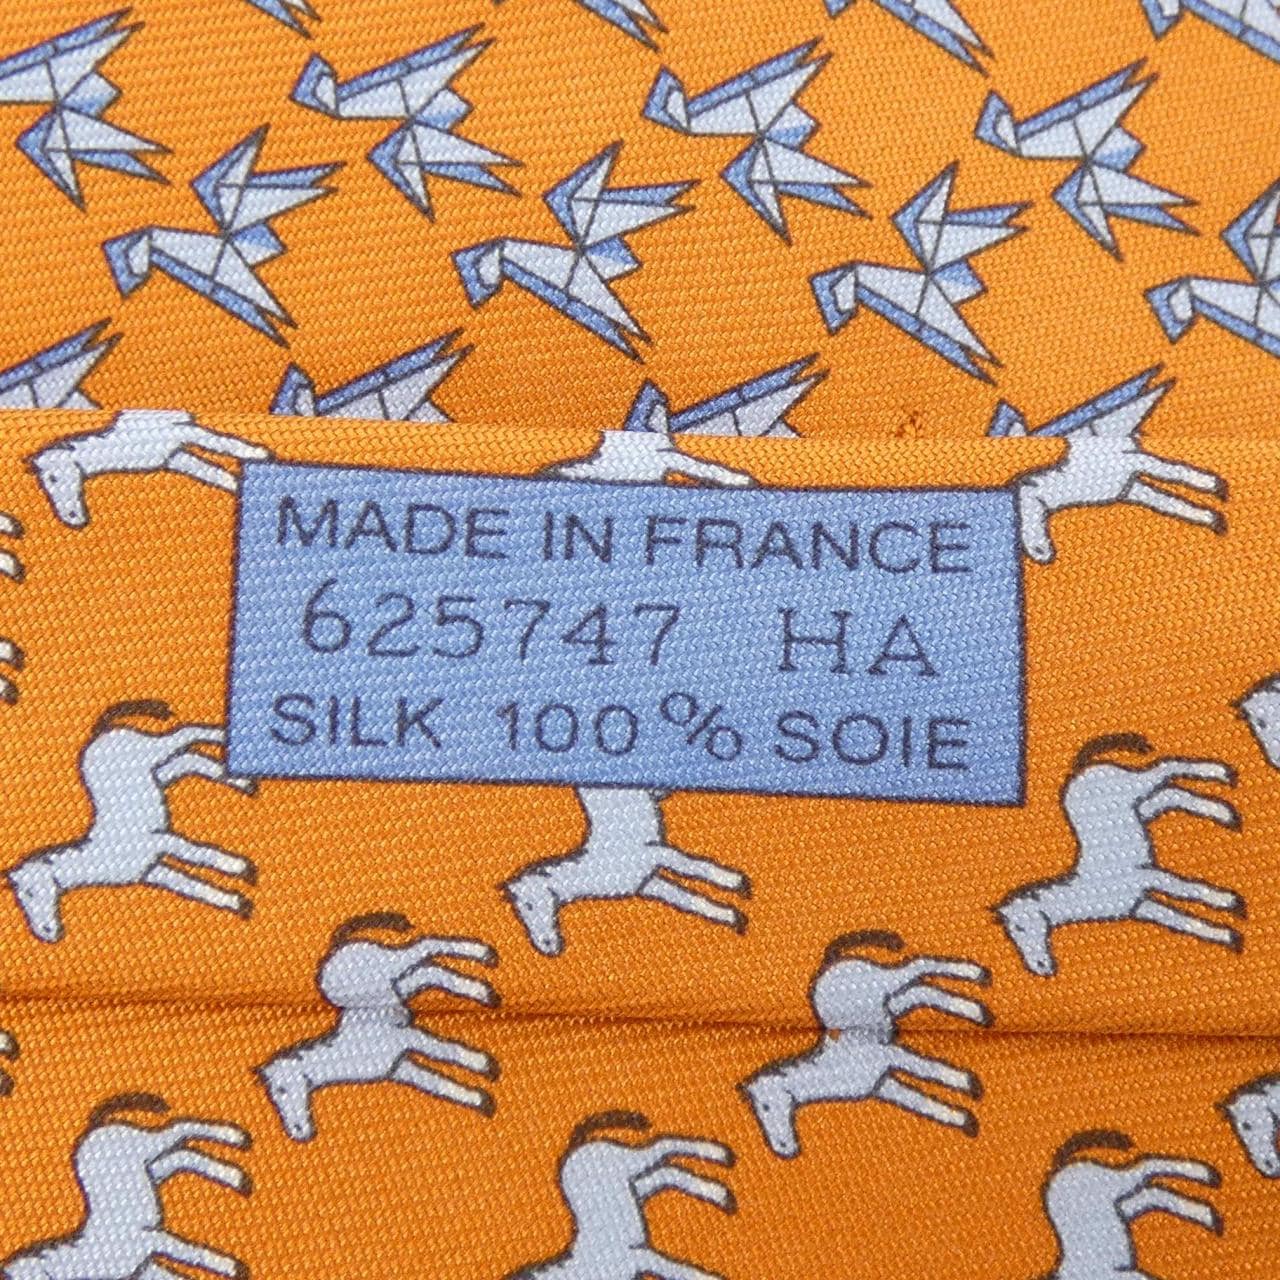 MADE IN FRANCE
625747 HA
SILK 100% SOIE